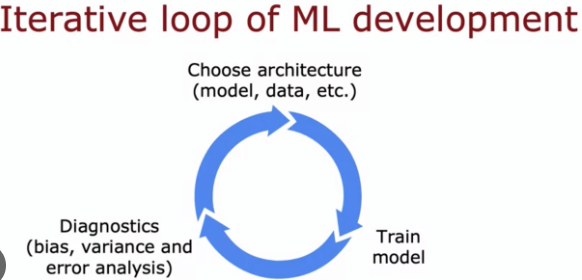 Iterative loop of ML development
Choose architecture
(model, data, etc.)
Diagnostics
(bias, variance and
error analysis)
Train
model